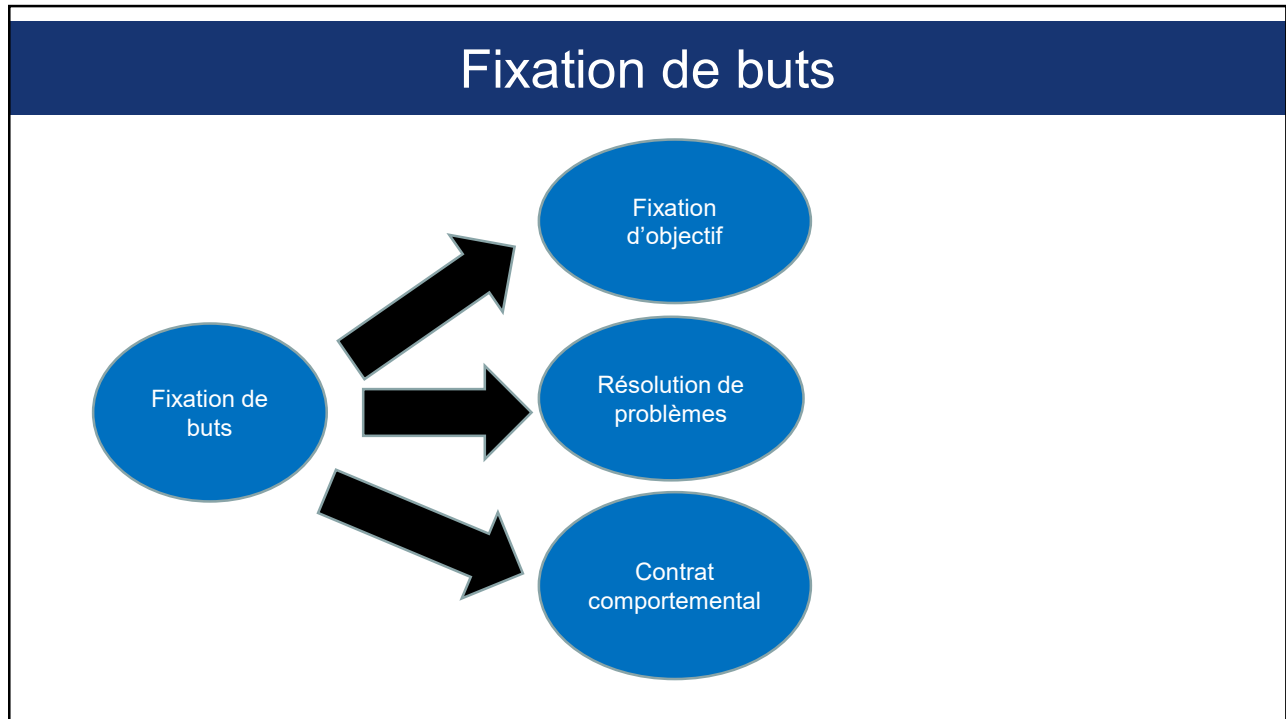 Fixation de buts
Fixation
d’objectif
Fixation de
buts
Résolution de
problèmes
Contrat
comportemental